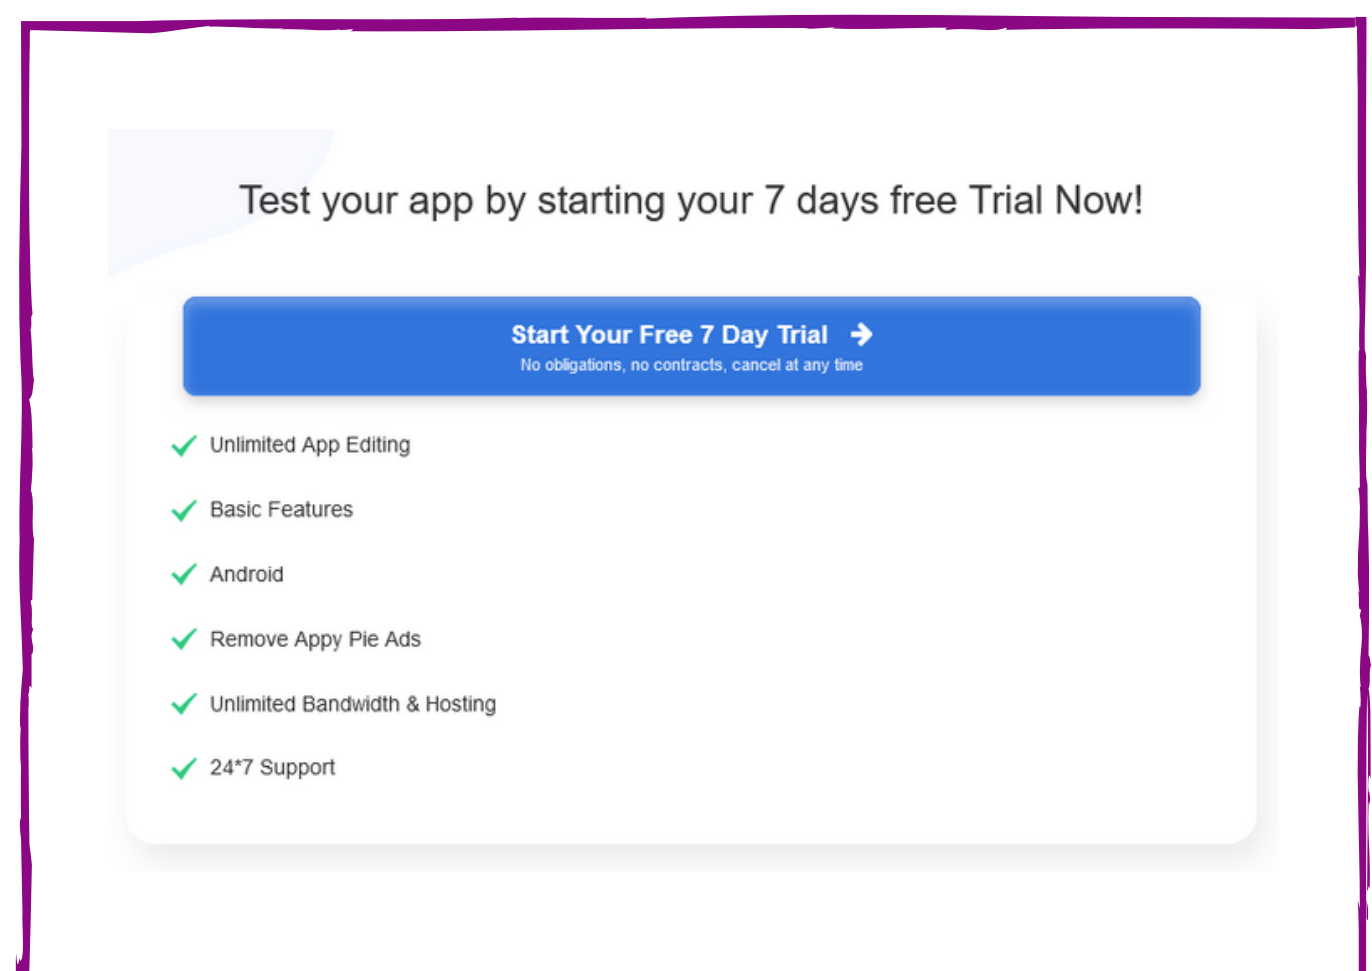 Test your app by starting your 7 days free Trial Now!
Start Your Free 7 Day Trial
No obligations, no contracts, cancel at any time
Unlimited App Editing
Basic Features
Android
Remove Appy Pie Ads
Unlimited Bandwidth & Hosting
24*7 Support